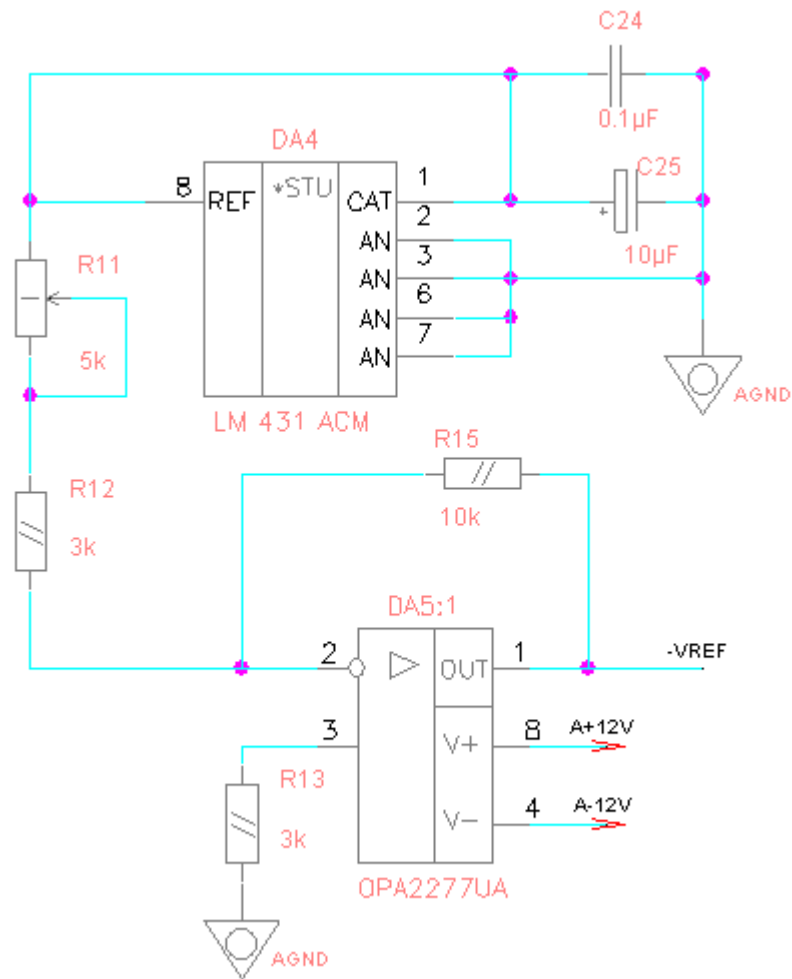 C24
0.1µF
DA4
8
REF
STU
CAT
1
C25
AN
2
10µF
AN
3
AN
6
AN
7
LM 431 ACM
AGND
R11
5k
R12
3k
R15
10k
DA5:1
2
OUT
1
-VREF
3
V+
8
A+12V
R13
3k
V-
4
A-12V
OPA2277UA
AGND